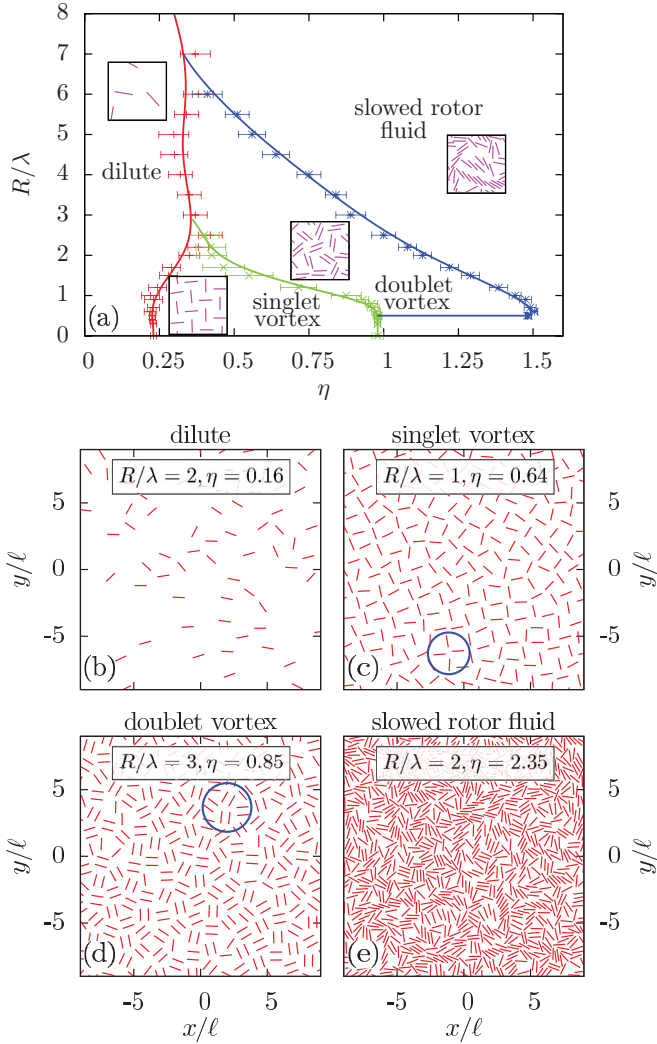 8
7
6
5
4
3
2
1
0
R/λ
dilute
slowed rotor
fluid
singlet
vortex
doublet
vortex
(a)
0 0.25 0.5 0.75 1 1.25 1.5
η
dilute
singlet vortex
R/λ = 2, η = 0.16
R/λ = 1, η = 0.64
5
0
-5
y/ℓ
(b)
(c)
5
0
-5
y/ℓ
doublet vortex
slowed rotor fluid
R/λ = 3, η = 0.85
R/λ = 2, η = 2.35
5
0
-5
y/ℓ
(d)
(e)
5
0
-5
y/ℓ
-5 0 5
x/ℓ
-5 0 5
x/ℓ